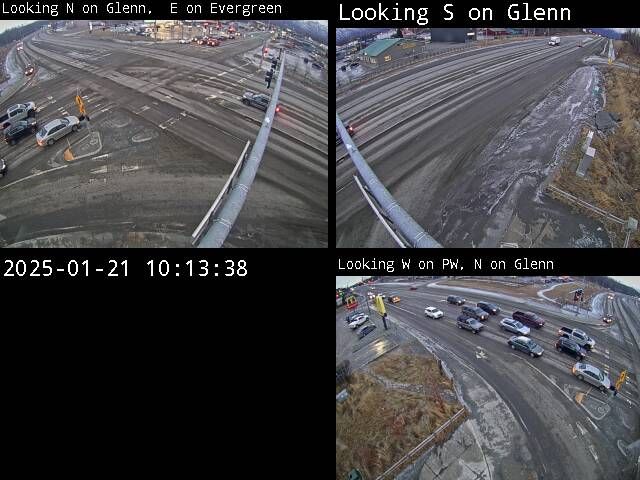 Looking N on Glenn,  E on Evergreen
Looking S on Glenn
2025-01-21 10:13:38
Looking W on PW, N on Glenn